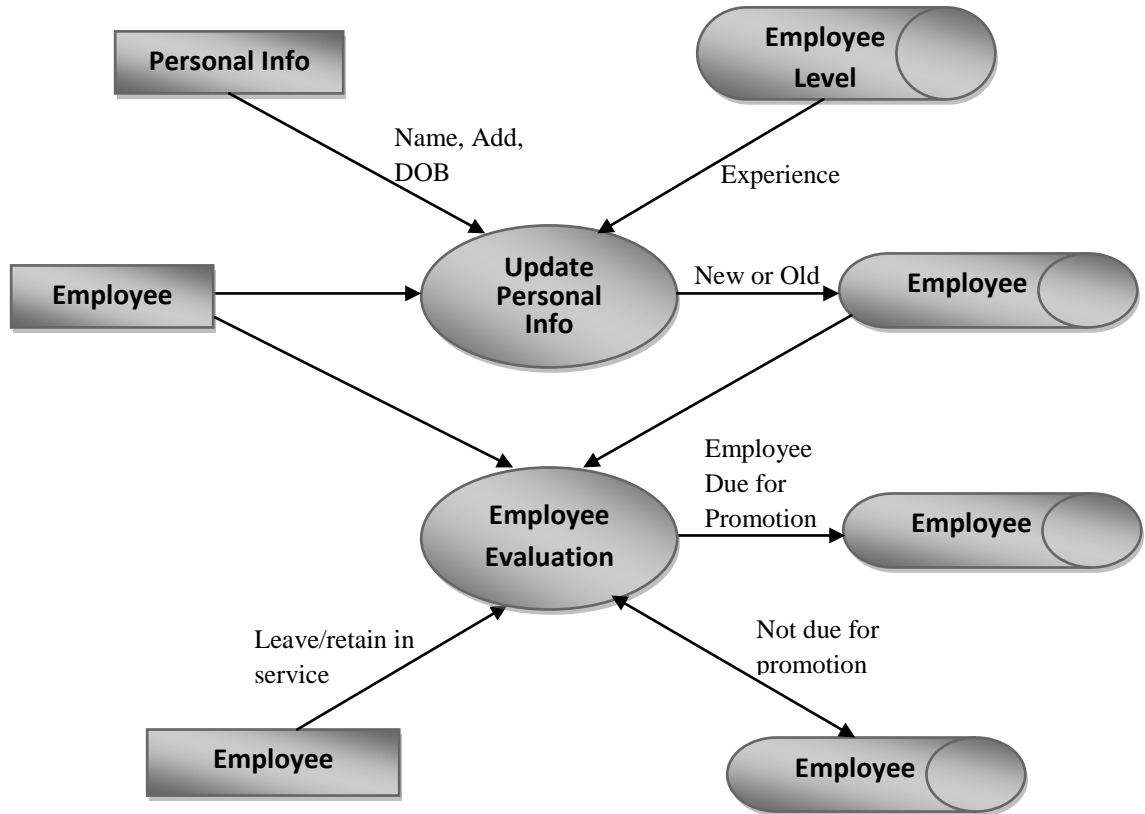 Personal Info
Employee
Level
Name, Add,
DOB
Experience
Employee
Update
Personal
Info
New or Old
Employee
Employee
Due for
Promotion
Employee
Evaluation
Employee
Leave/retain in
service
Not due for
promotion
Employee
Employee